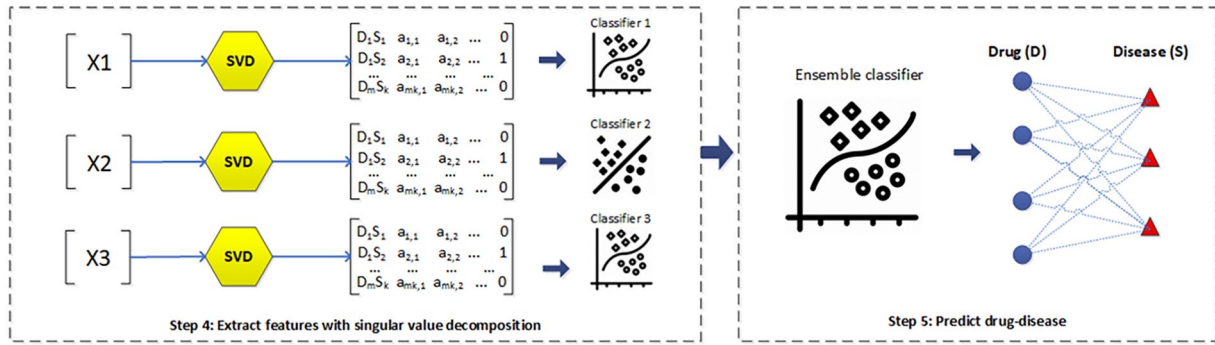 X1
SVD
D₁S₁ a₁,₁ a₁,₂ ... 0
D₁S₂ a₂,₁ a₂,₂ ... 1
... ... ... ...
DₘSₖ aₘₖ,₁ aₘₖ,₂ ... 0
Classifier 1
X2
SVD
D₁S₁ a₁,₁ a₁,₂ ... 0
D₁S₂ a₂,₁ a₂,₂ ... 1
... ... ... ...
DₘSₖ aₘₖ,₁ aₘₖ,₂ ... 0
Classifier 2
X3
SVD
D₁S₁ a₁,₁ a₁,₂ ... 0
D₁S₂ a₂,₁ a₂,₂ ... 1
... ... ... ...
DₘSₖ aₘₖ,₁ aₘₖ,₂ ... 0
Classifier 3
Step 4: Extract features with singular value decomposition
Ensemble classifier
Drug (D)
Disease (S)
Step 5: Predict drug-disease